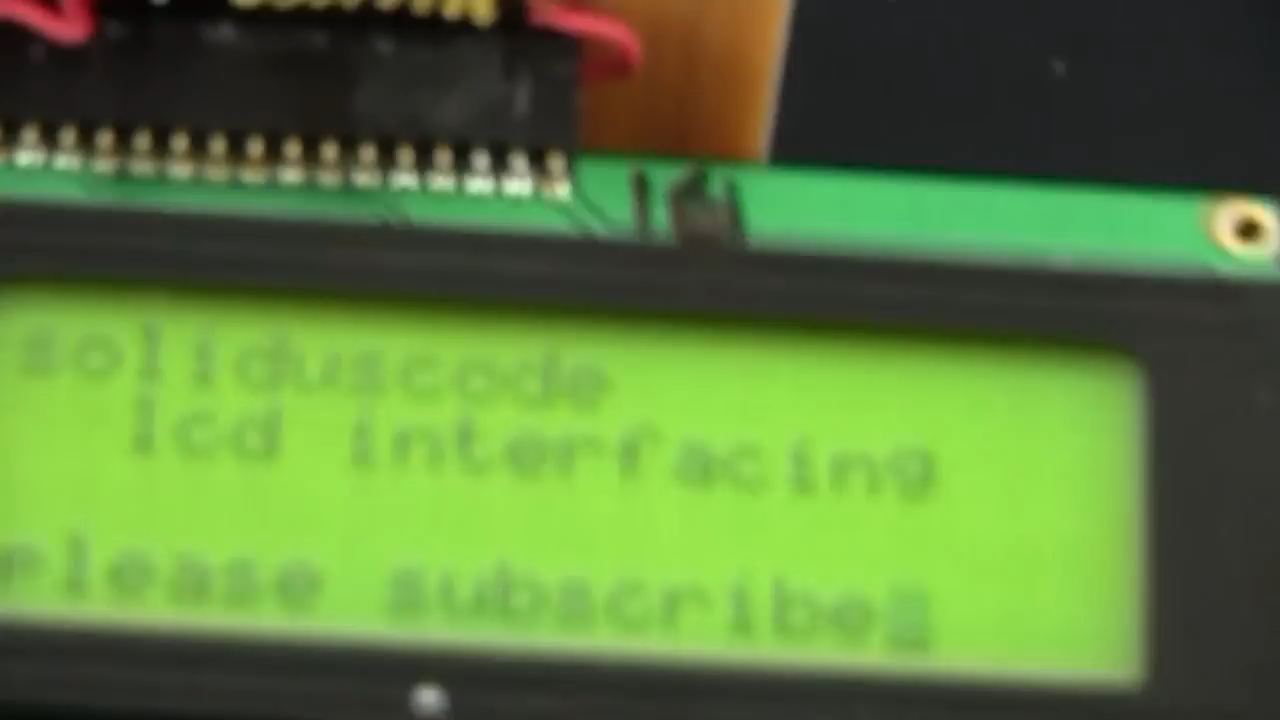 soliduscode
lcd interfacing
please subscribe